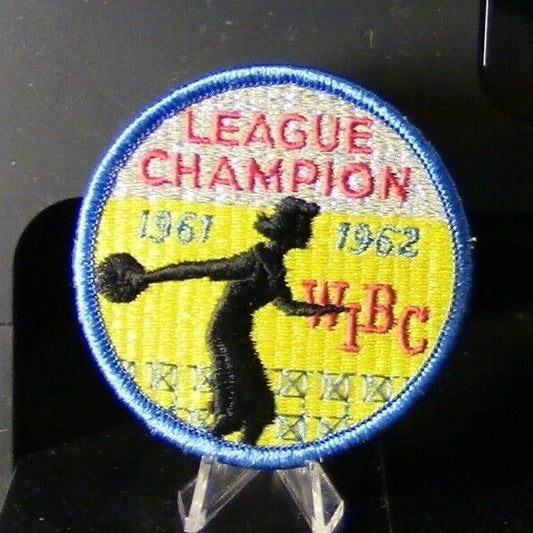 LEAGUE
CHAMPION
1961 1962
WIBC